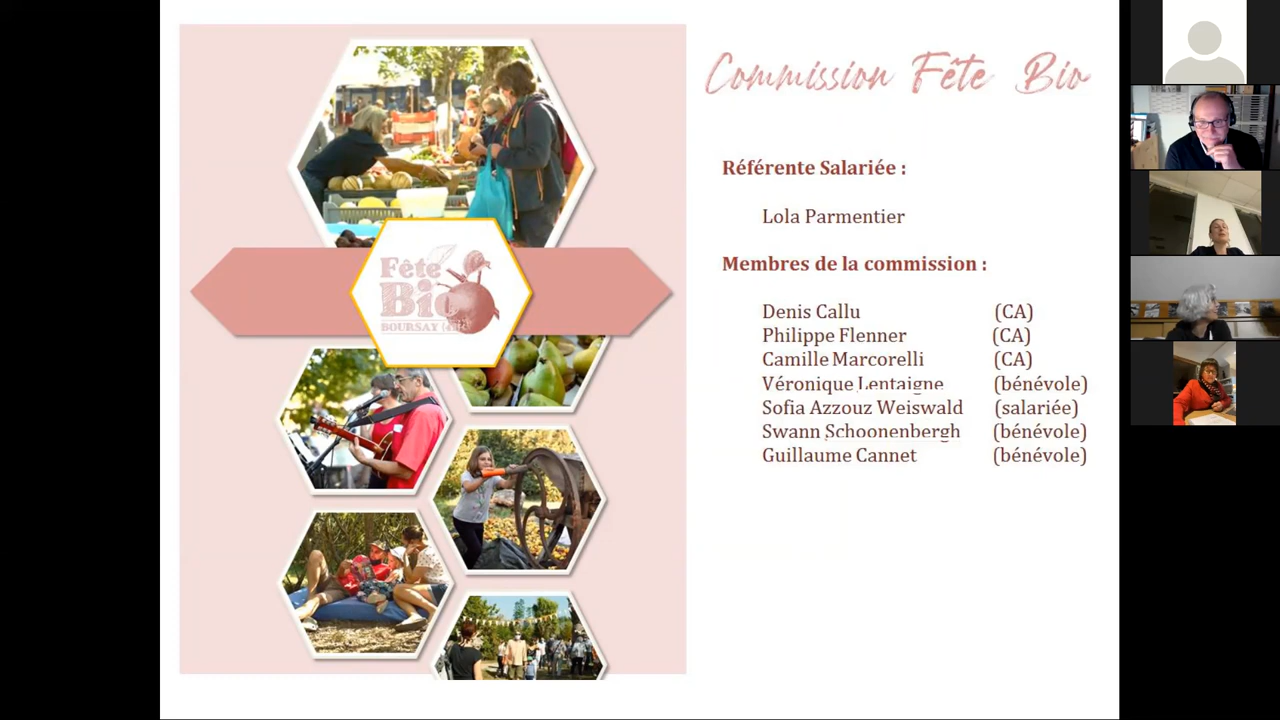 Commission Fête Bio
Référente Salariée :
Lola Parmentier
Membres de la commission :
Denis Callu (CA)
Philippe Flenner (CA)
Camille Marcorelli (CA)
Véronique Lentaigne (bénévole)
Sofia Azzouz Weiswald (salariée)
Swann Schoonenbergh (bénévole)
Guillaume Cannet (bénévole)
Fête
Bio
BOURSAY